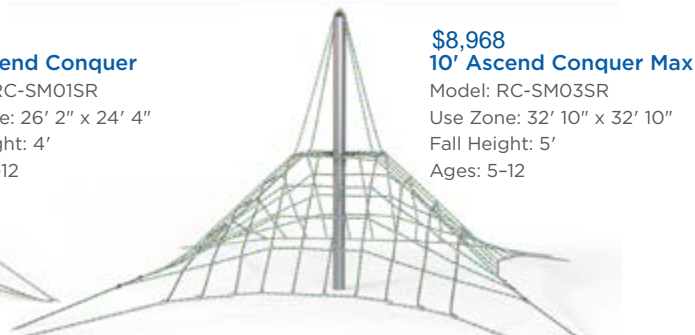 end Conquer
RC-SM01SR
e: 26' 2" x 24' 4"
ght: 4'
-12
$8,968
10' Ascend Conquer Max
Model: RC-SM03SR
Use Zone: 32' 10" x 32' 10"
Fall Height: 5'
Ages: 5–12